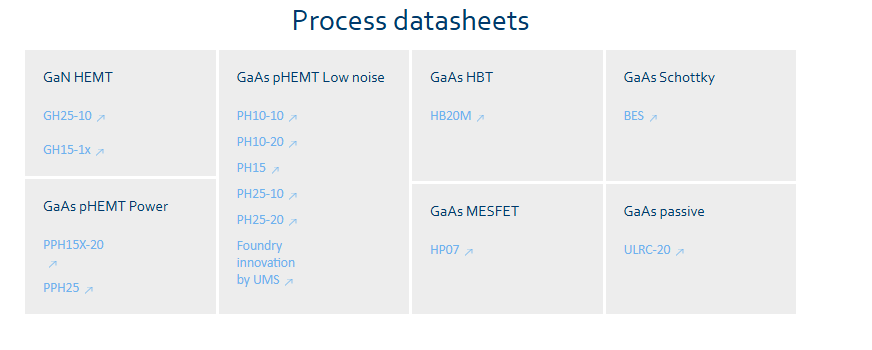 Process datasheets
GaN HEMT
GH25-10
GH15-1x
GaAs pHEMT Power
PPH15X-20
PPH25
GaAs pHEMT Low noise
PH10-10
PH10-20
PH15
PH25-10
PH25-20
Foundry
innovation
by UMS
GaAs HBT
HB20M
GaAs MESFET
HP07
GaAs Schottky
BES
GaAs passive
ULRC-20